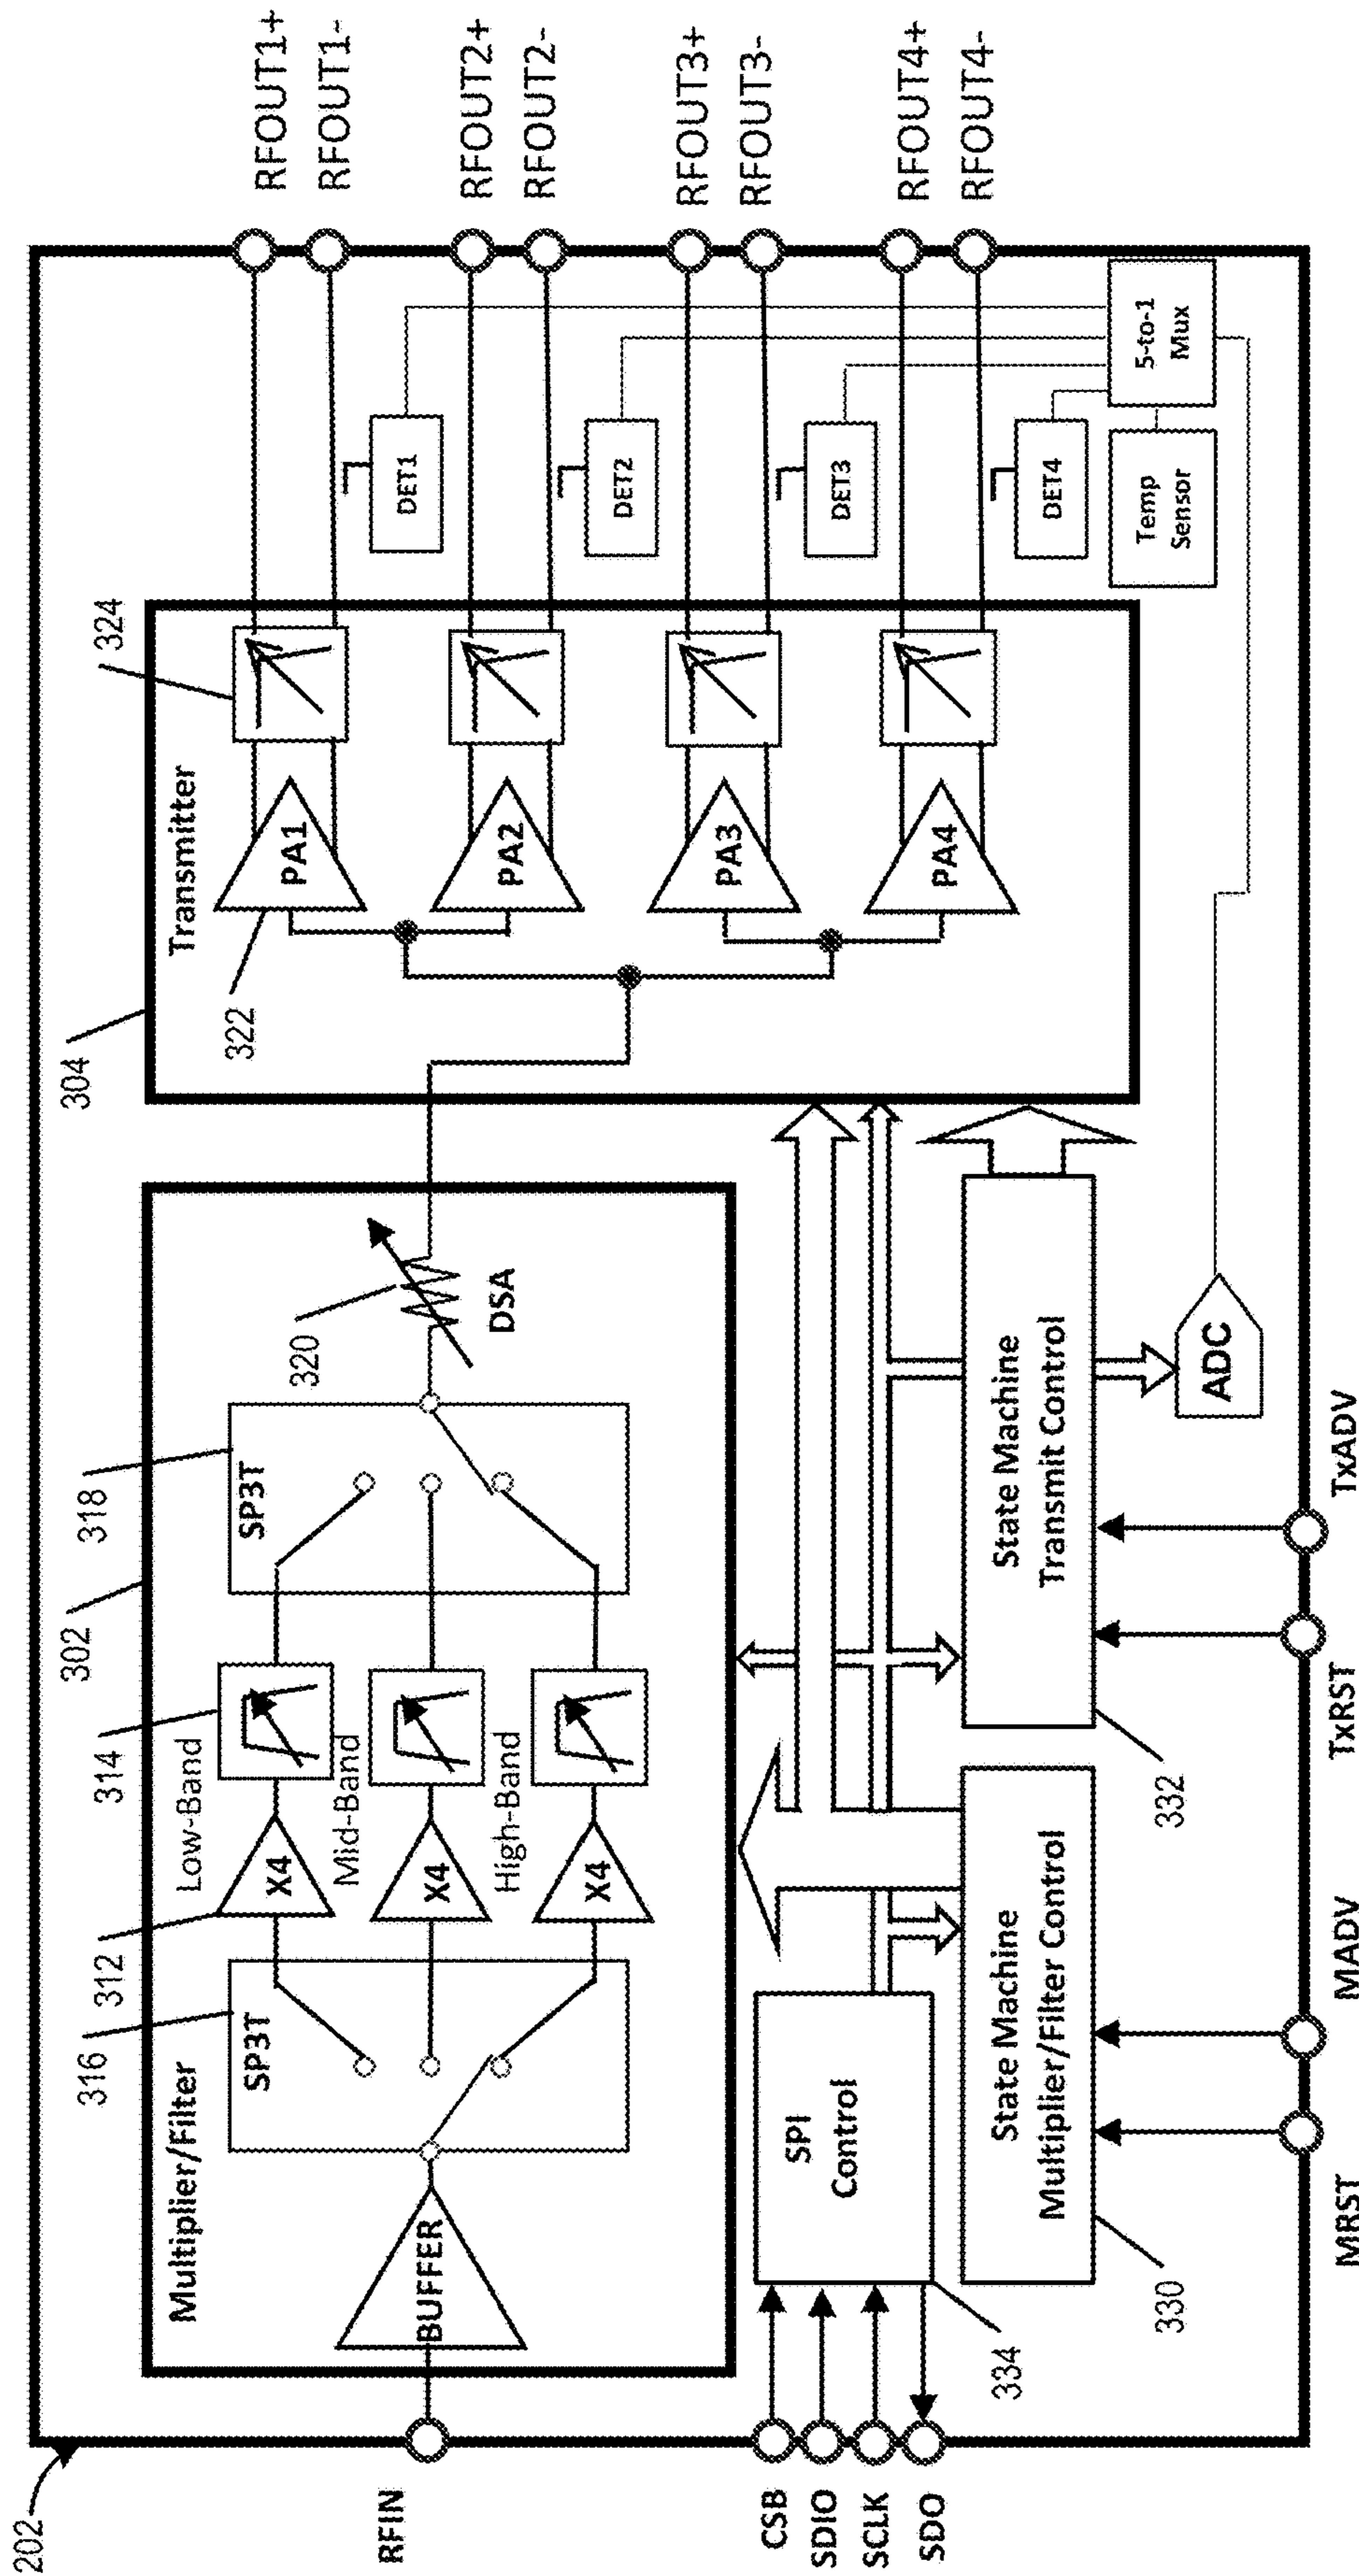 202
304
324
RFOUT1+
RFOUT1-
RFOUT2+
RFOUT2-
RFOUT3+
RFOUT3-
RFOUT4+
RFOUT4-
302
316
312
314
318
Multiplier/Filter
SP3T
Low-Band
X4
Mid-Band
X4
High-Band
X4
SP3T
BUFFER
RFIN
320
DSA
Transmitter
322
PA1
PA2
PA3
PA4
DET1
DET2
DET3
DET4
Temp
Sensor
5-to-1
Mux
CSB
SDIO
SCLK
SDO
SPI
Control
334
State Machine
Multiplier/Filter Control
330
State Machine
Transmit Control
332
ADC
MRST
MADV
TxRST
TxADV